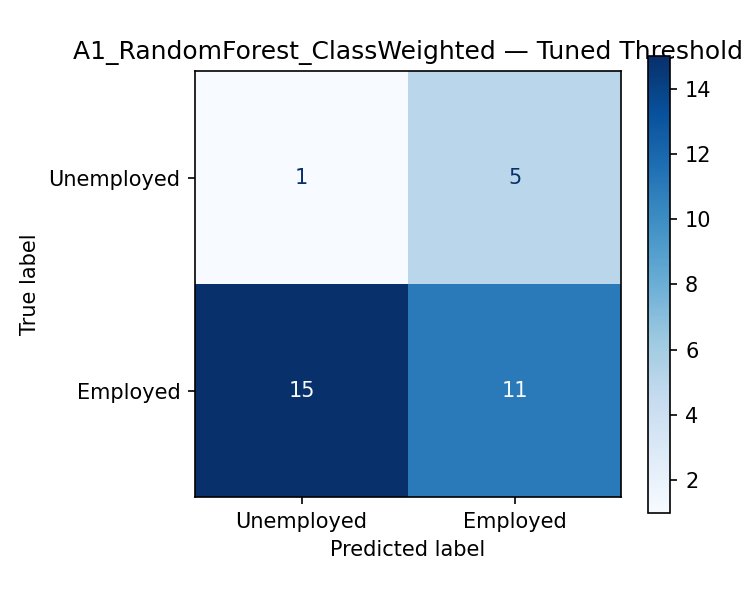 A1_RandomForest_ClassWeighted — Tuned Threshold
True label
Unemployed
1
5
Employed
15
11
Unemployed
Employed
Predicted label
14
12
10
8
6
4
2